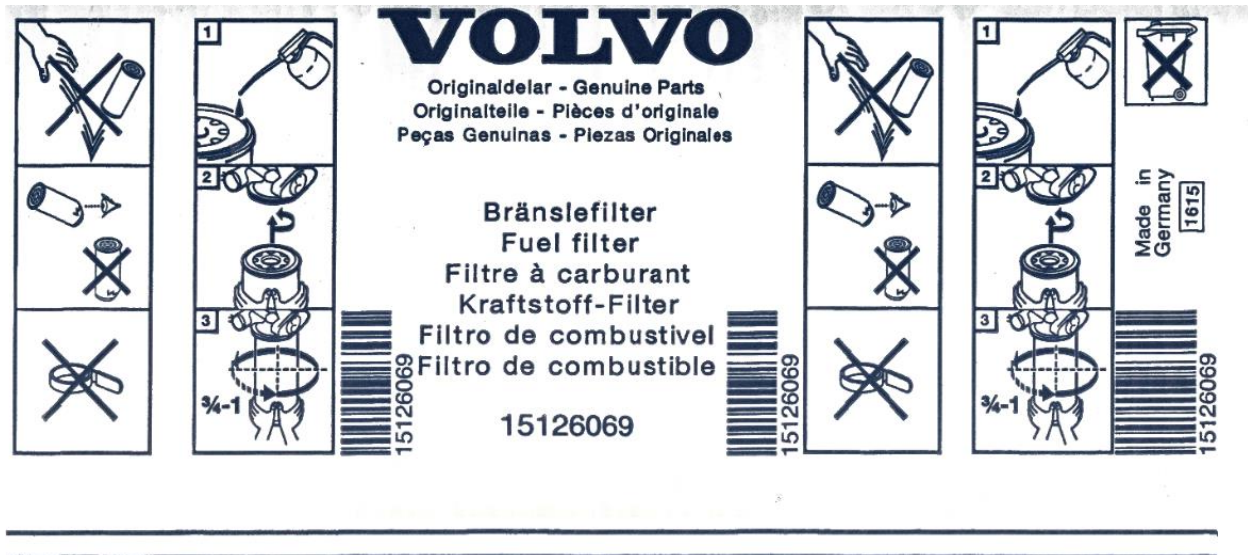 VOLVO
Originaldelar - Genuine Parts
Originalteile - Pièces d'originale
Peças Genuinas - Piezas Originales
Bränslefilter
Fuel filter
Filtre à carburant
Kraftstoff-Filter
Filtro de combustivel
Filtro de combustible
15126069
1
2
3
¾-1
15126069
15126069
1
2
3
¾-1
Made in
Germany
1615
15126069